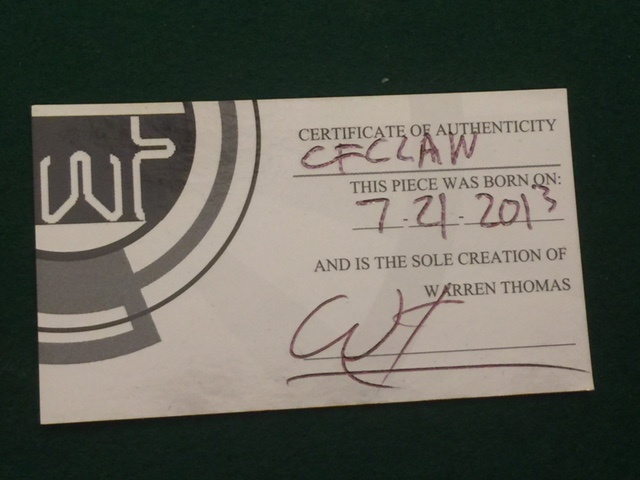 WT
CERTIFICATE OF AUTHENTICITY
CFCLAW
THIS PIECE WAS BORN ON:
7-21-2013
AND IS THE SOLE CREATION OF
WARREN THOMAS
WT